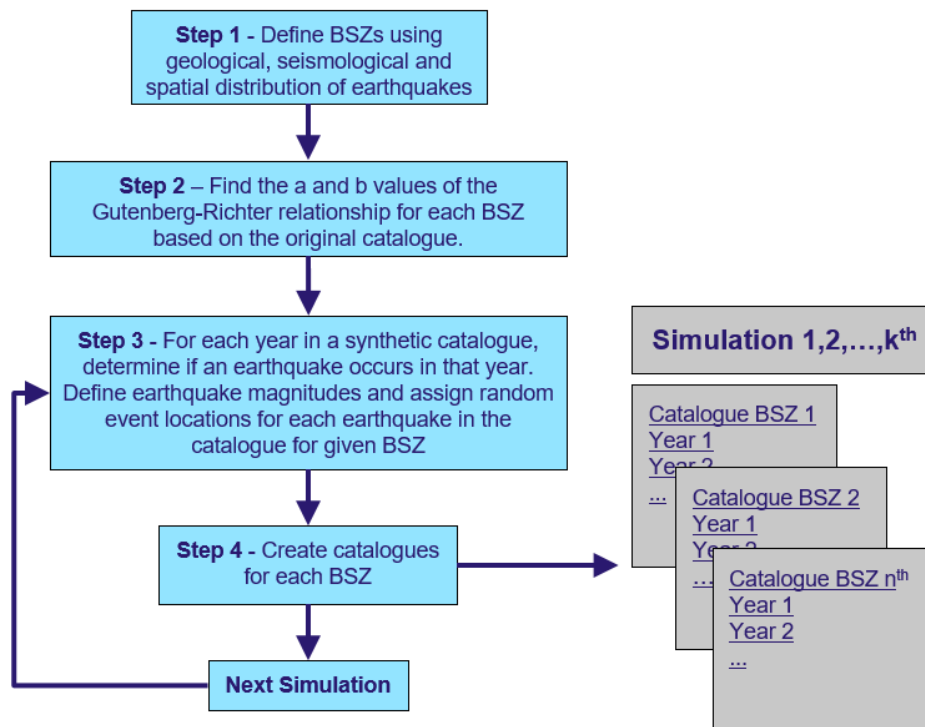 Step 1 - Define BSZs using
geological, seismological and
spatial distribution of earthquakes
Step 2 – Find the a and b values of the
Gutenberg-Richter relationship for each BSZ
based on the original catalogue.
Step 3 - For each year in a synthetic catalogue,
determine if an earthquake occurs in that year.
Define earthquake magnitudes and assign random
event locations for each earthquake in the
catalogue for given BSZ
Step 4 - Create catalogues
for each BSZ
Next Simulation
Simulation 1,2,…,kth
Catalogue BSZ 1
Year 1
Year 2
...
Catalogue BSZ 2
Year 1
Year 2
...
Catalogue BSZ nth
Year 1
Year 2
...